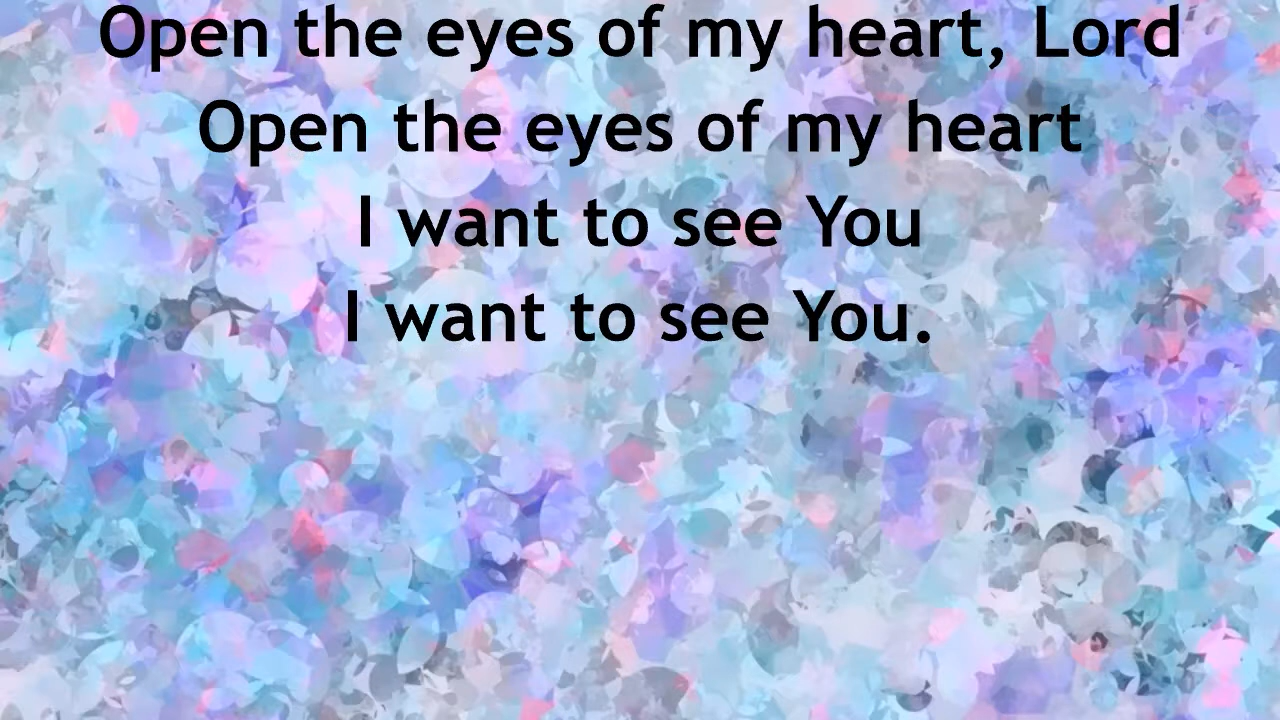 Open the eyes of my heart, Lord
Open the eyes of my heart
I want to see You
I want to see You.